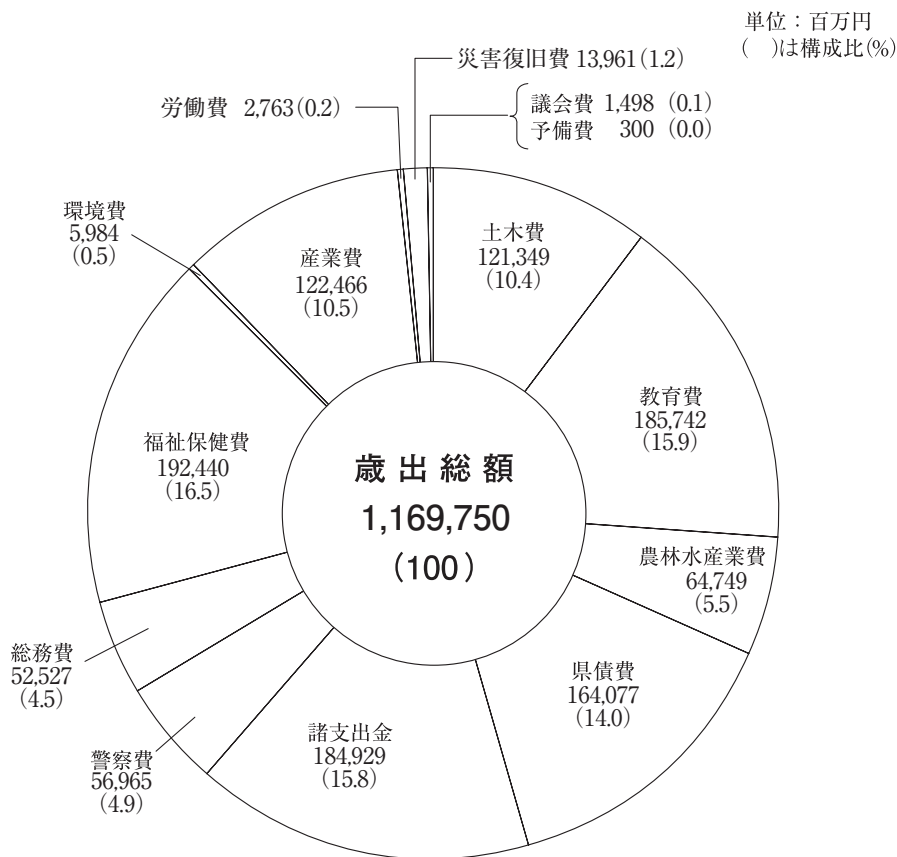 単位：百万円
(　)は構成比(%)
災害復旧費 13,961(1.2)
労働費 2,763(0.2)
議会費 1,498 (0.1)
予備費 300 (0.0)
環境費
5,984
(0.5)
産業費
122,466
(10.5)
土木費
121,349
(10.4)
教育費
185,742
(15.9)
福祉保健費
192,440
(16.5)
歳出総額
1,169,750
(100)
農林水産業費
64,749
(5.5)
総務費
52,527
(4.5)
県債費
164,077
(14.0)
諸支出金
184,929
(15.8)
警察費
56,965
(4.9)